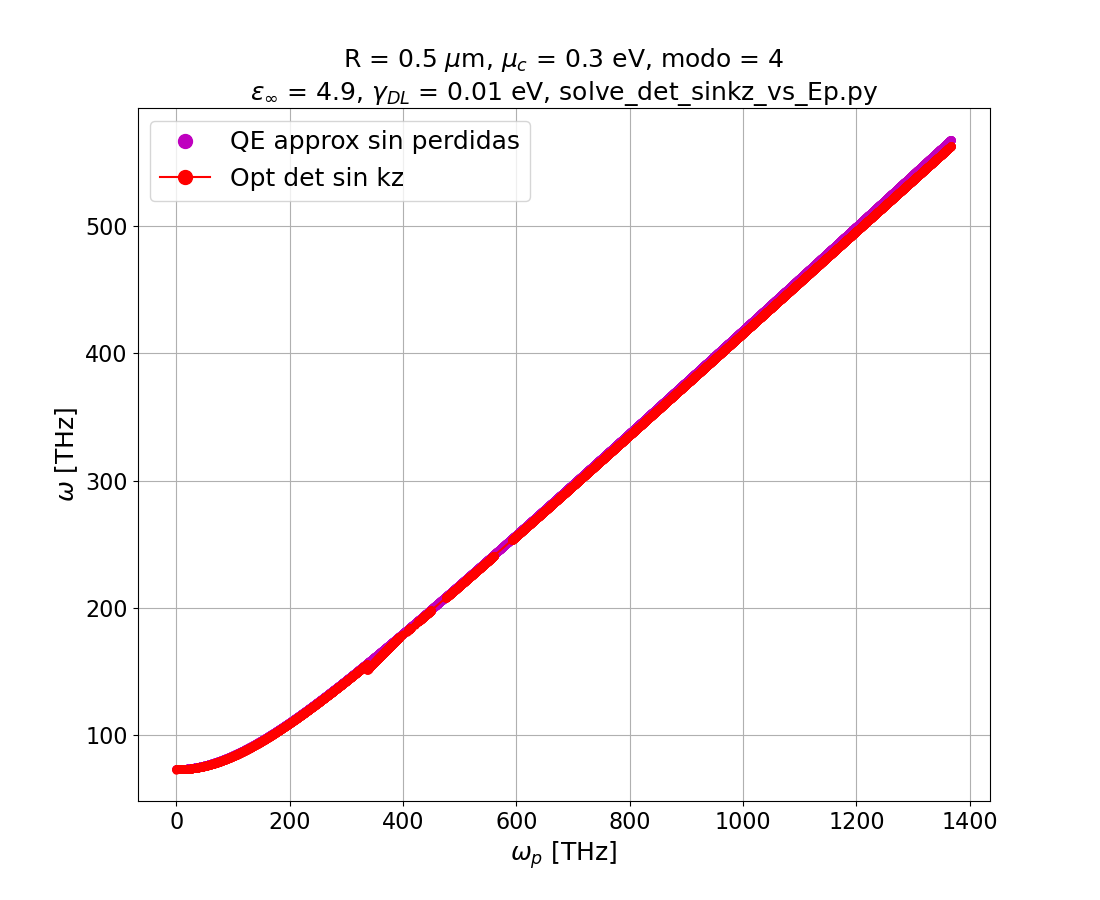 R = 0.5 μm, μc = 0.3 eV, modo = 4
ε∞ = 4.9, γDL = 0.01 eV, solve_det_sinkz_vs_Ep.py
QE approx sin perdidas
Opt det sin kz
500
400
300
200
100
ω [THz]
0 200 400 600 800 1000 1200 1400
ωp [THz]